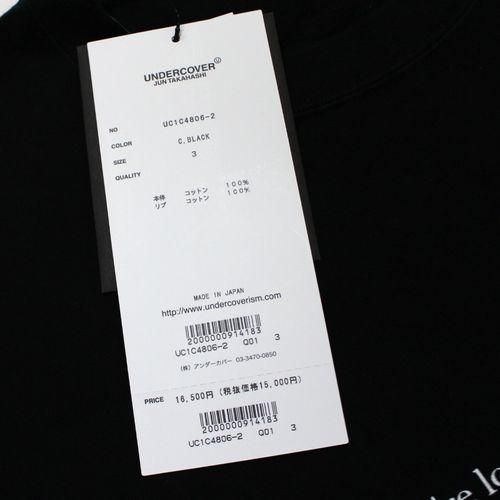 UNDERCOVER Ⓤ
JUN TAKAHASHI
NO UC1C4806-2
COLOR C.BLACK
SIZE 3
QUALITY
本体 コットン 100%
リブ コットン 100%
MADE IN JAPAN
http://www.undercoverism.com
2000000914183
UC1C4806-2 Q01 3
(株) アンダーカバー 03-3470-0850
PRICE 16,500円 (税抜価格15,000円)
2000000914183
UC1C4806-2 Q01 3